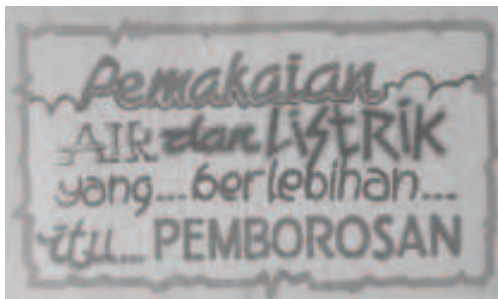 Pemakaian
AIR dan LiSTRiK
yang... berlebihan...
itu... PEMBOROSAN